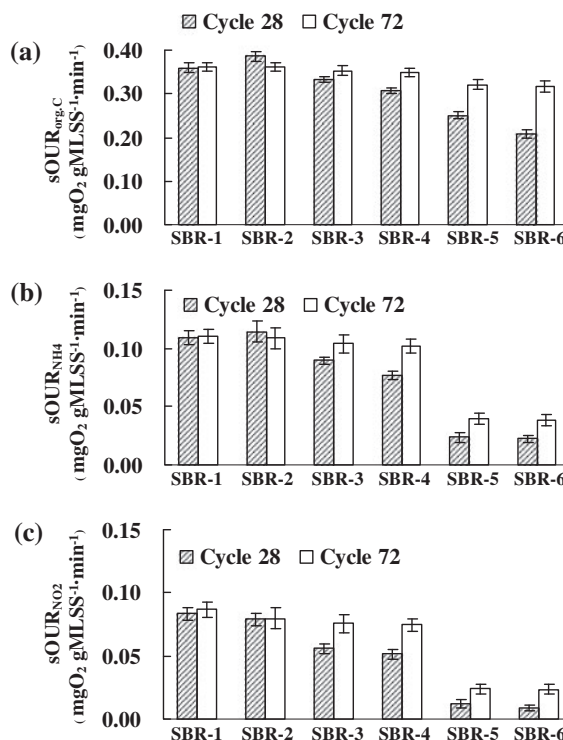 Cycle 28 Cycle 72
(a)
sOURorg.C
(mgO2 gMLSS-1·min-1)
0.40
0.30
0.20
0.10
0.00
SBR-1 SBR-2 SBR-3 SBR-4 SBR-5 SBR-6
(b)
sOURNH4
(mgO2 gMLSS-1·min-1)
0.15
Cycle 28 Cycle 72
0.10
0.05
0.00
SBR-1 SBR-2 SBR-3 SBR-4 SBR-5 SBR-6
(c)
sOURNO2
(mgO2 gMLSS-1·min-1)
0.15
Cycle 28 Cycle 72
0.10
0.05
0.00
SBR-1 SBR-2 SBR-3 SBR-4 SBR-5 SBR-6